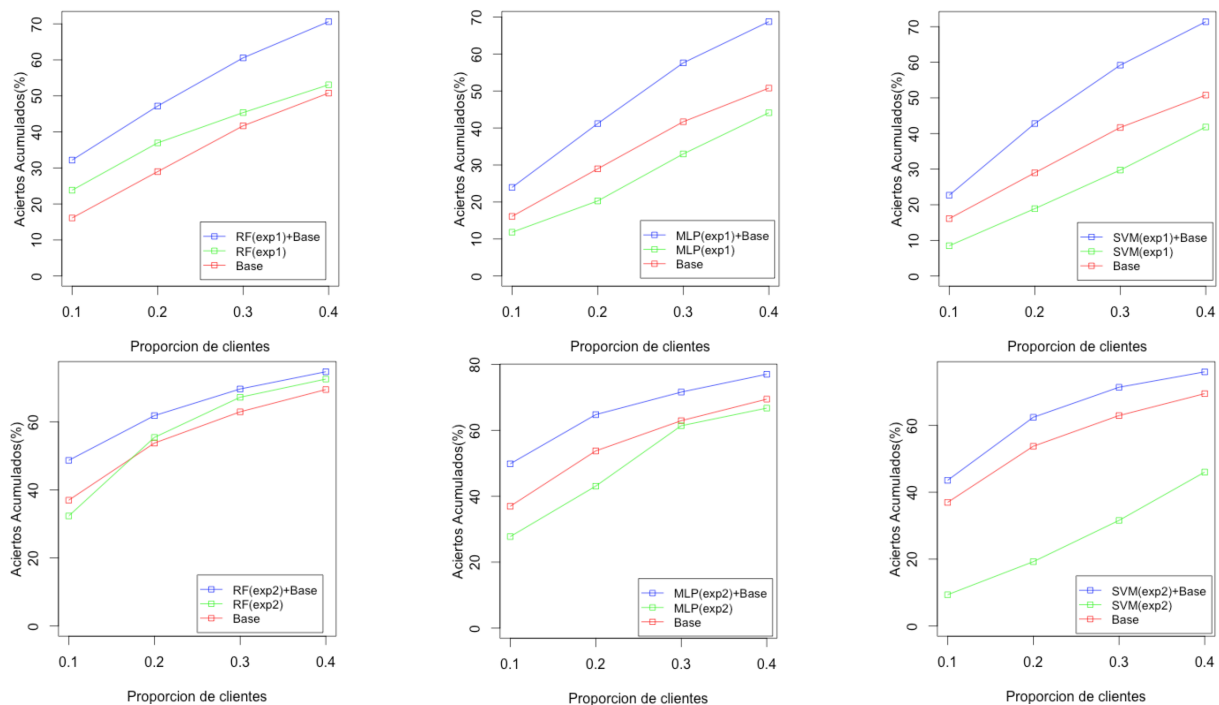 Aciertos Acumulados(%)
0 10 20 30 40 50 60 70
RF(exp1)+Base
RF(exp1)
Base
0.1 0.2 0.3 0.4
Proporcion de clientes
Aciertos Acumulados(%)
0 10 20 30 40 50 60 70
MLP(exp1)+Base
MLP(exp1)
Base
0.1 0.2 0.3 0.4
Proporcion de clientes
Aciertos Acumulados(%)
0 10 20 30 40 50 60 70
SVM(exp1)+Base
SVM(exp1)
Base
0.1 0.2 0.3 0.4
Proporcion de clientes
Aciertos Acumulados(%)
0 20 40 60
RF(exp2)+Base
RF(exp2)
Base
0.1 0.2 0.3 0.4
Proporcion de clientes
Aciertos Acumulados(%)
0 20 40 60 80
MLP(exp2)+Base
MLP(exp2)
Base
0.1 0.2 0.3 0.4
Proporcion de clientes
Aciertos Acumulados(%)
0 20 40 60
SVM(exp2)+Base
SVM(exp2)
Base
0.1 0.2 0.3 0.4
Proporcion de clientes